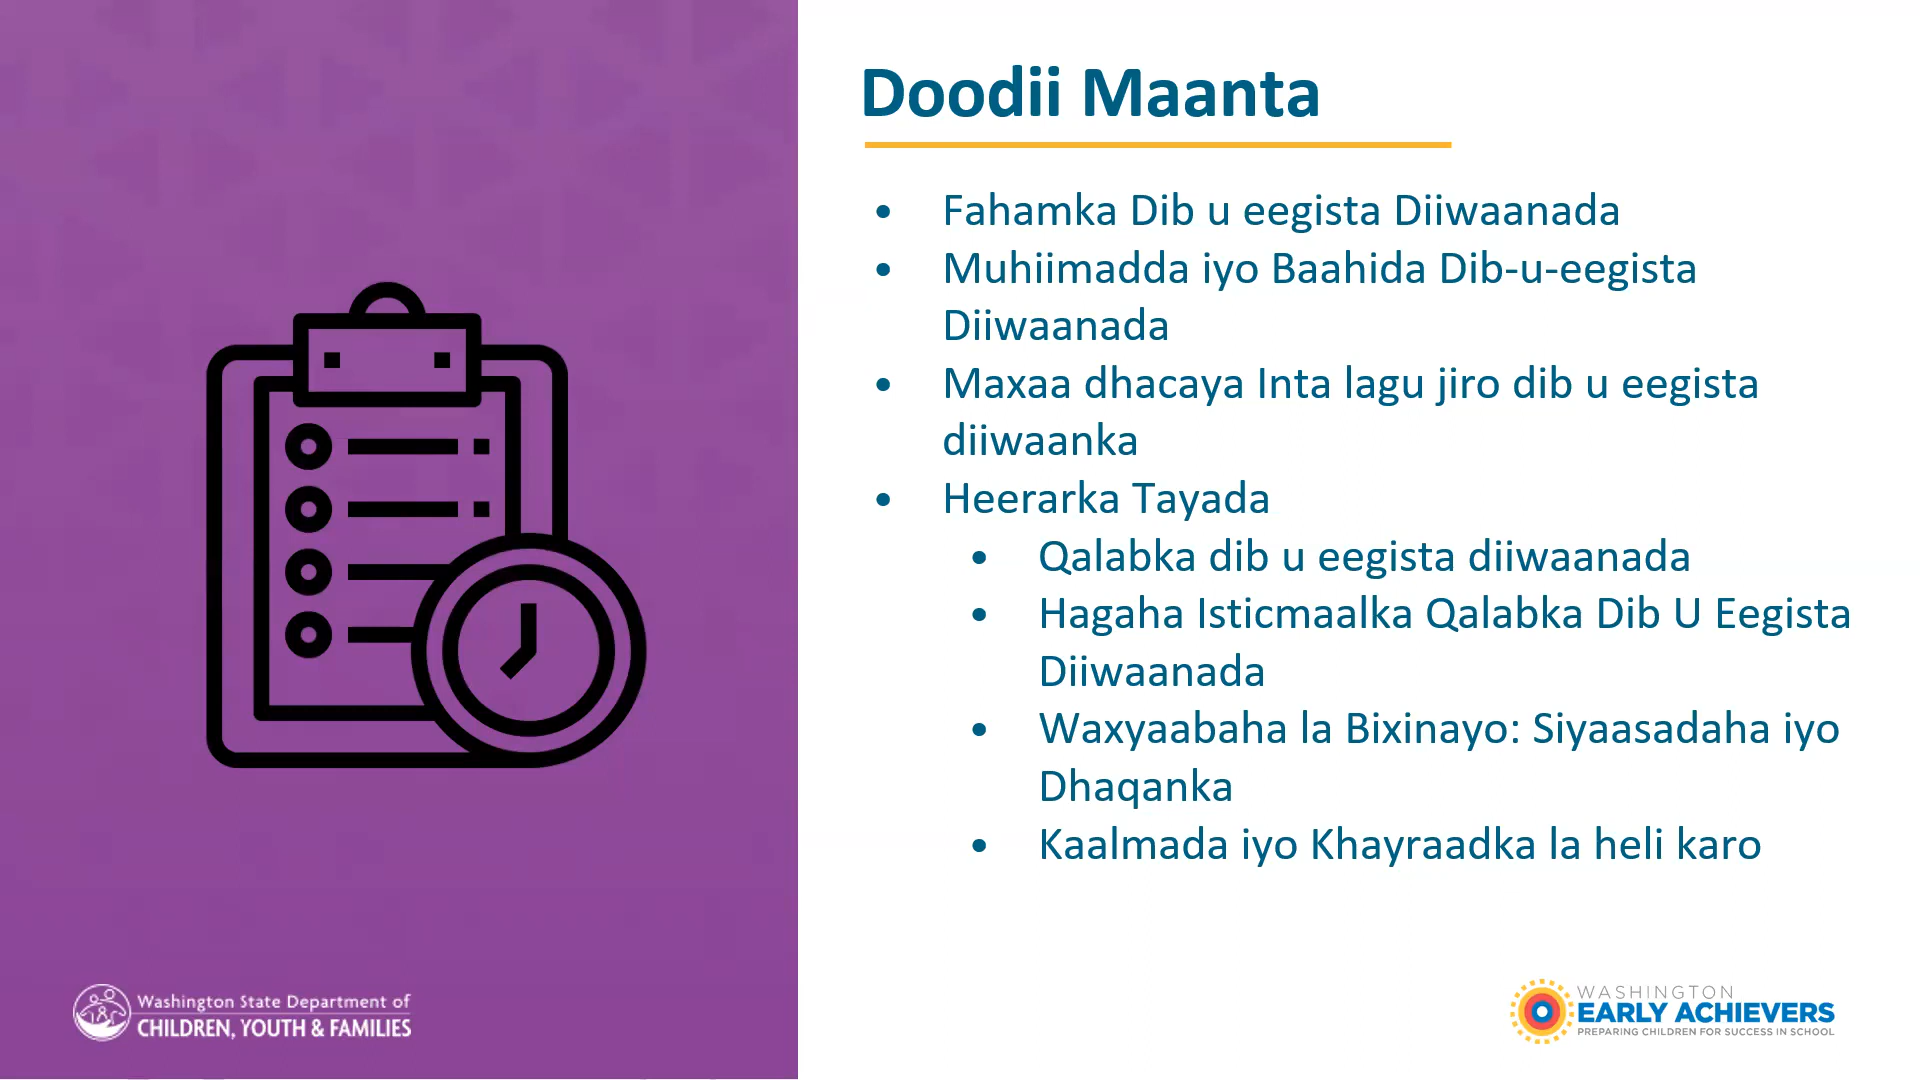 Doodii Maanta
• Fahamka Dib u eegista Diiwaanada
• Muhiimadda iyo Baahida Dib-u-eegista
Diiwaanada
• Maxaa dhacaya Inta lagu jiro dib u eegista
diiwaanka
• Heerarka Tayada
• Qalabka dib u eegista diiwaanada
• Hagaha Isticmaalka Qalabka Dib U Eegista
Diiwaanada
• Waxyaabaha la Bixinayo: Siyaasadaha iyo
Dhaqanka
• Kaalmada iyo Khayraadka la heli karo
Washington State Department of
CHILDREN, YOUTH & FAMILIES
WASHINGTON
EARLY ACHIEVERS
PREPARING CHILDREN FOR SUCCESS IN SCHOOL